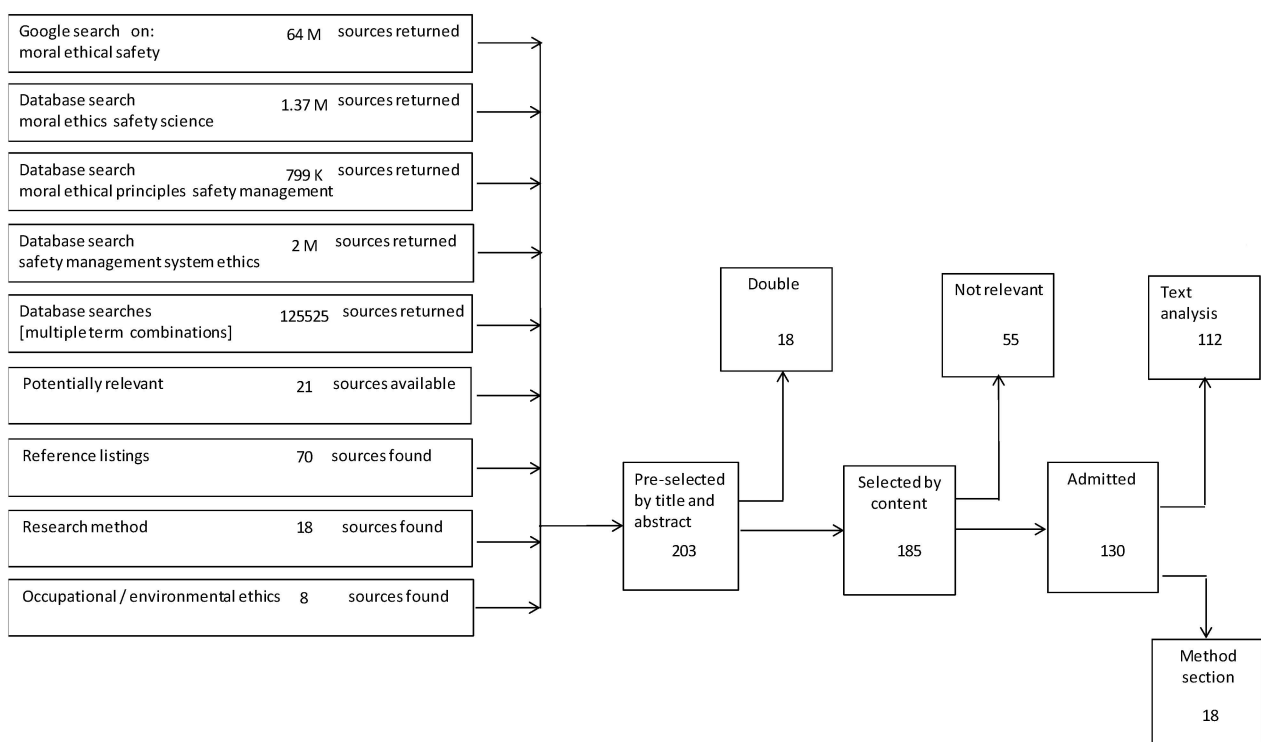 Google search on: 64 M sources returned
moral ethical safety
Database search 1.37 M sources returned
moral ethics safety science
Database search 799 K sources returned
moral ethical principles safety management
Database search 2 M sources returned
safety management system ethics
Database searches 125525 sources returned
[multiple term combinations]
Potentially relevant 21 sources available
Reference listings 70 sources found
Research method 18 sources found
Occupational / environmental ethics 8 sources found
Pre-selected
by title and
abstract
203
Double
18
Selected by
content
185
Not relevant
55
Admitted
130
Text
analysis
112
Method
section
18